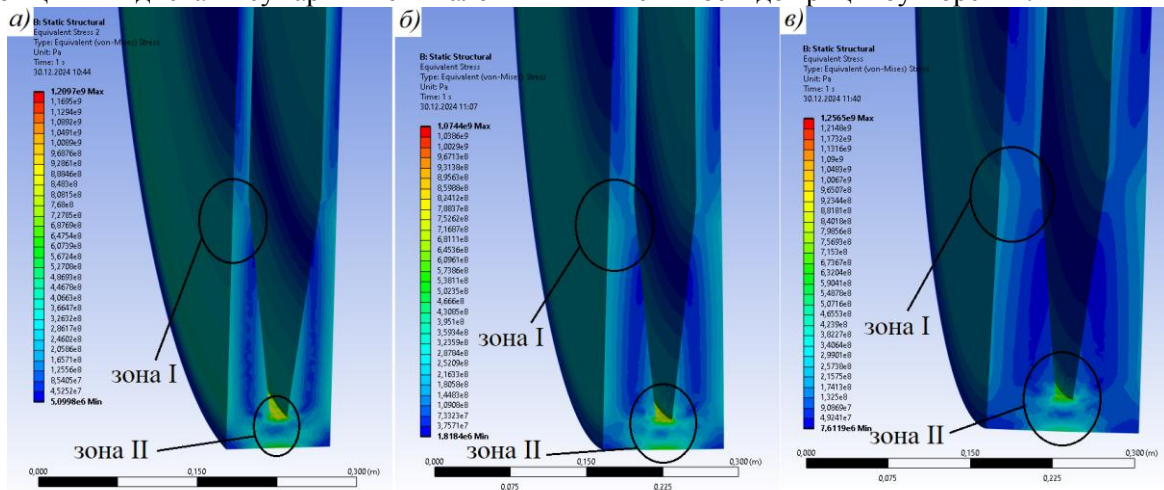 а)
B: Static Structural
Equivalent Stress 2
Type: Equivalent (von-Mises) Stress
Unit: Pa
Time: 1 s
30.12.2024 10:44
1,2097e9 Max
1,1695e9
1,1294e9
1,0892e9
1,0491e9
1,0089e9
9,6876e8
9,2861e8
8,8846e8
8,483e8
8,0815e8
7,68e8
7,2785e8
6,8769e8
6,4754e8
6,0739e8
5,6724e8
5,2708e8
4,8693e8
4,4678e8
4,0663e8
3,6647e8
3,2632e8
2,8617e8
2,4602e8
2,0586e8
1,6571e8
1,2556e8
8,5405e7
4,5252e7
5,0998e6 Min
зона I
зона II
0,000
0,150
0,300 (m)
б)
B: Static Structural
Equivalent Stress
Type: Equivalent (von-Mises) Stress
Unit: Pa
Time: 1 s
30.12.2024 11:07
1,0744e9 Max
1,0386e9
1,0029e9
9,6713e8
9,3138e8
8,9563e8
8,5988e8
8,2412e8
7,8837e8
7,5262e8
7,1687e8
6,8111e8
6,4536e8
6,0961e8
5,7386e8
5,3811e8
5,0235e8
4,666e8
4,3085e8
3,951e8
3,5934e8
3,2359e8
2,8784e8
2,5209e8
2,1633e8
1,8058e8
1,4483e8
1,0908e8
7,3323e7
3,7571e7
1,8184e6 Min
зона I
зона II
0,000
0,150
0,300 (m)
0,075
0,225
в)
B: Static Structural
Equivalent Stress
Type: Equivalent (von-Mises) Stress
Unit: Pa
Time: 1 s
30.12.2024 11:40
1,2565e9 Max
1,2148e9
1,1732e9
1,1316e9
1,09e9
1,0483e9
1,0067e9
9,6507e8
9,2344e8
8,8181e8
8,4018e8
7,9856e8
7,5693e8
7,153e8
6,7367e8
6,3204e8
5,9041e8
5,4878e8
5,0716e8
4,6553e8
4,239e8
3,8227e8
3,4064e8
2,9901e8
2,5738e8
2,1575e8
1,7413e8
1,325e8
9,0869e7
4,9241e7
7,6119e6 Min
зона I
зона II
0,000
0,150
0,300 (m)
0,075
0,225